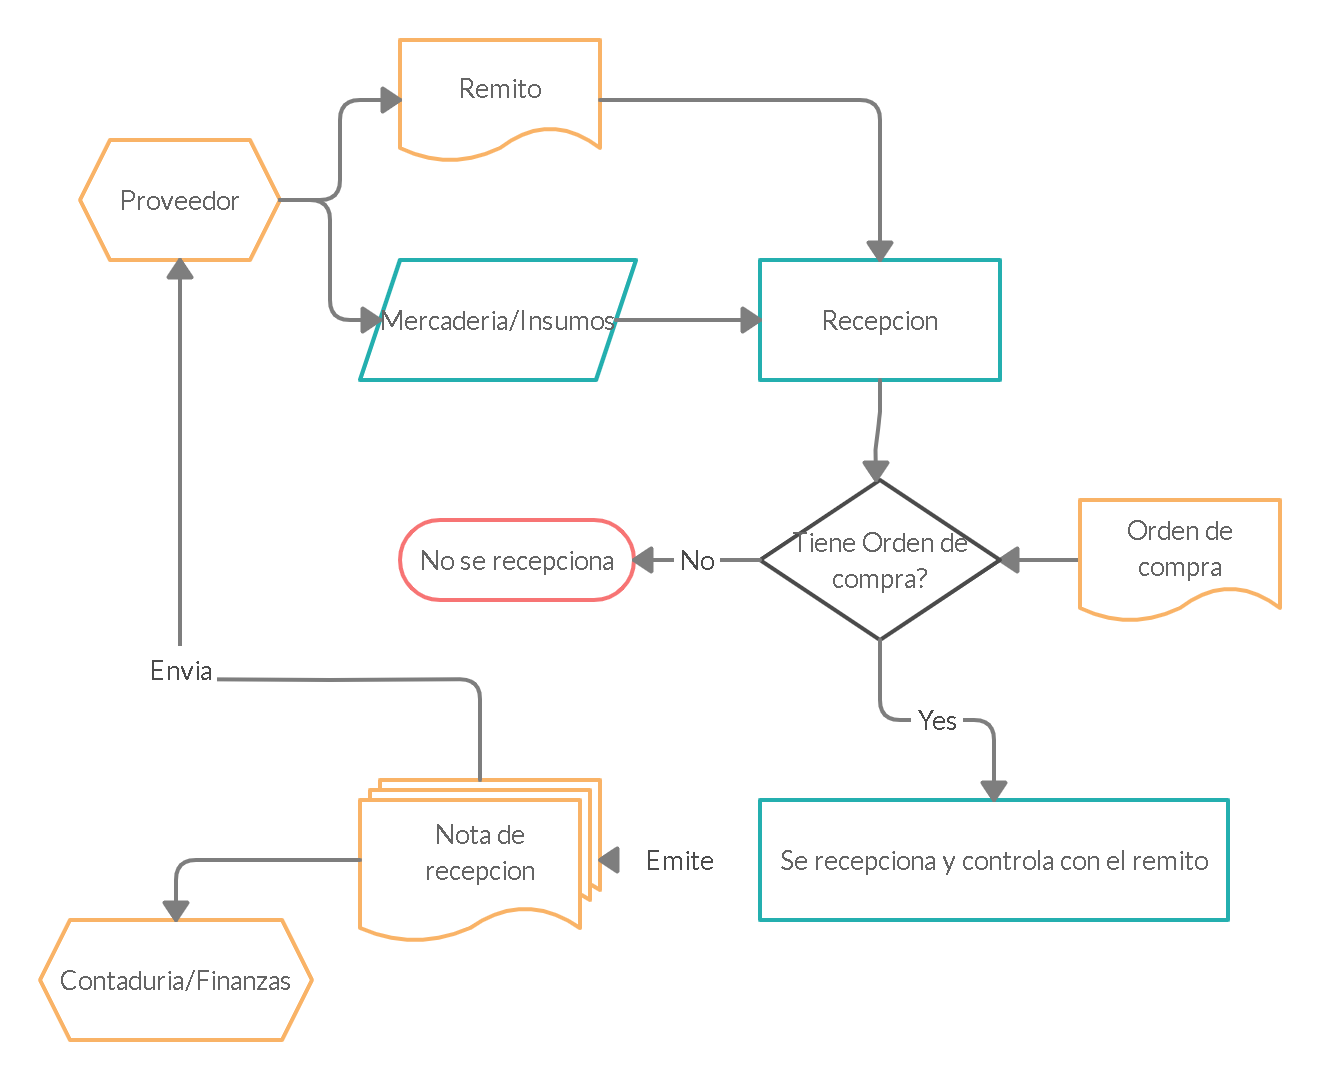 Remito
Proveedor
Mercaderia/Insumos
Recepcion
Tiene Orden de
compra?
Orden de
compra
No
No se recepciona
Envia
Yes
Nota de
recepcion
Emite
Se recepciona y controla con el remito
Contaduria/Finanzas